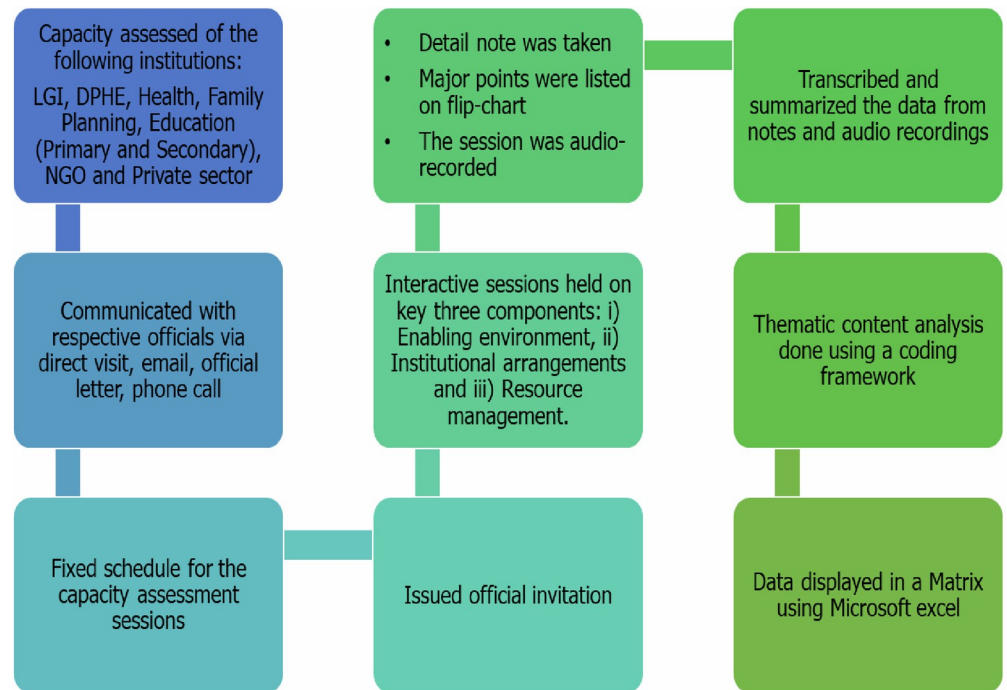 Capacity assessed of the
following institutions:
LGI, DPHE, Health, Family
Planning, Education
(Primary and Secondary),
NGO and Private sector
Communicated with
respective officials via
direct visit, email, official
letter, phone call
Fixed schedule for the
capacity assessment
sessions
Issued official invitation
Interactive sessions held on
key three components: i)
Enabling environment, ii)
Institutional arrangements
and iii) Resource
management.
• Detail note was taken
• Major points were listed
on flip-chart
• The session was audio-
recorded
Transcribed and
summarized the data from
notes and audio recordings
Thematic content analysis
done using a coding
framework
Data displayed in a Matrix
using Microsoft excel